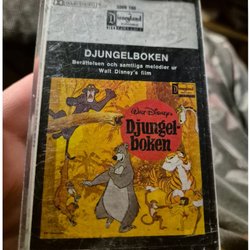 Disneyland
DJUNGELBOKEN
Berättelsen och samtliga melodier ur
Walt Disney's film
Walt Disney's
Djungel-
boken